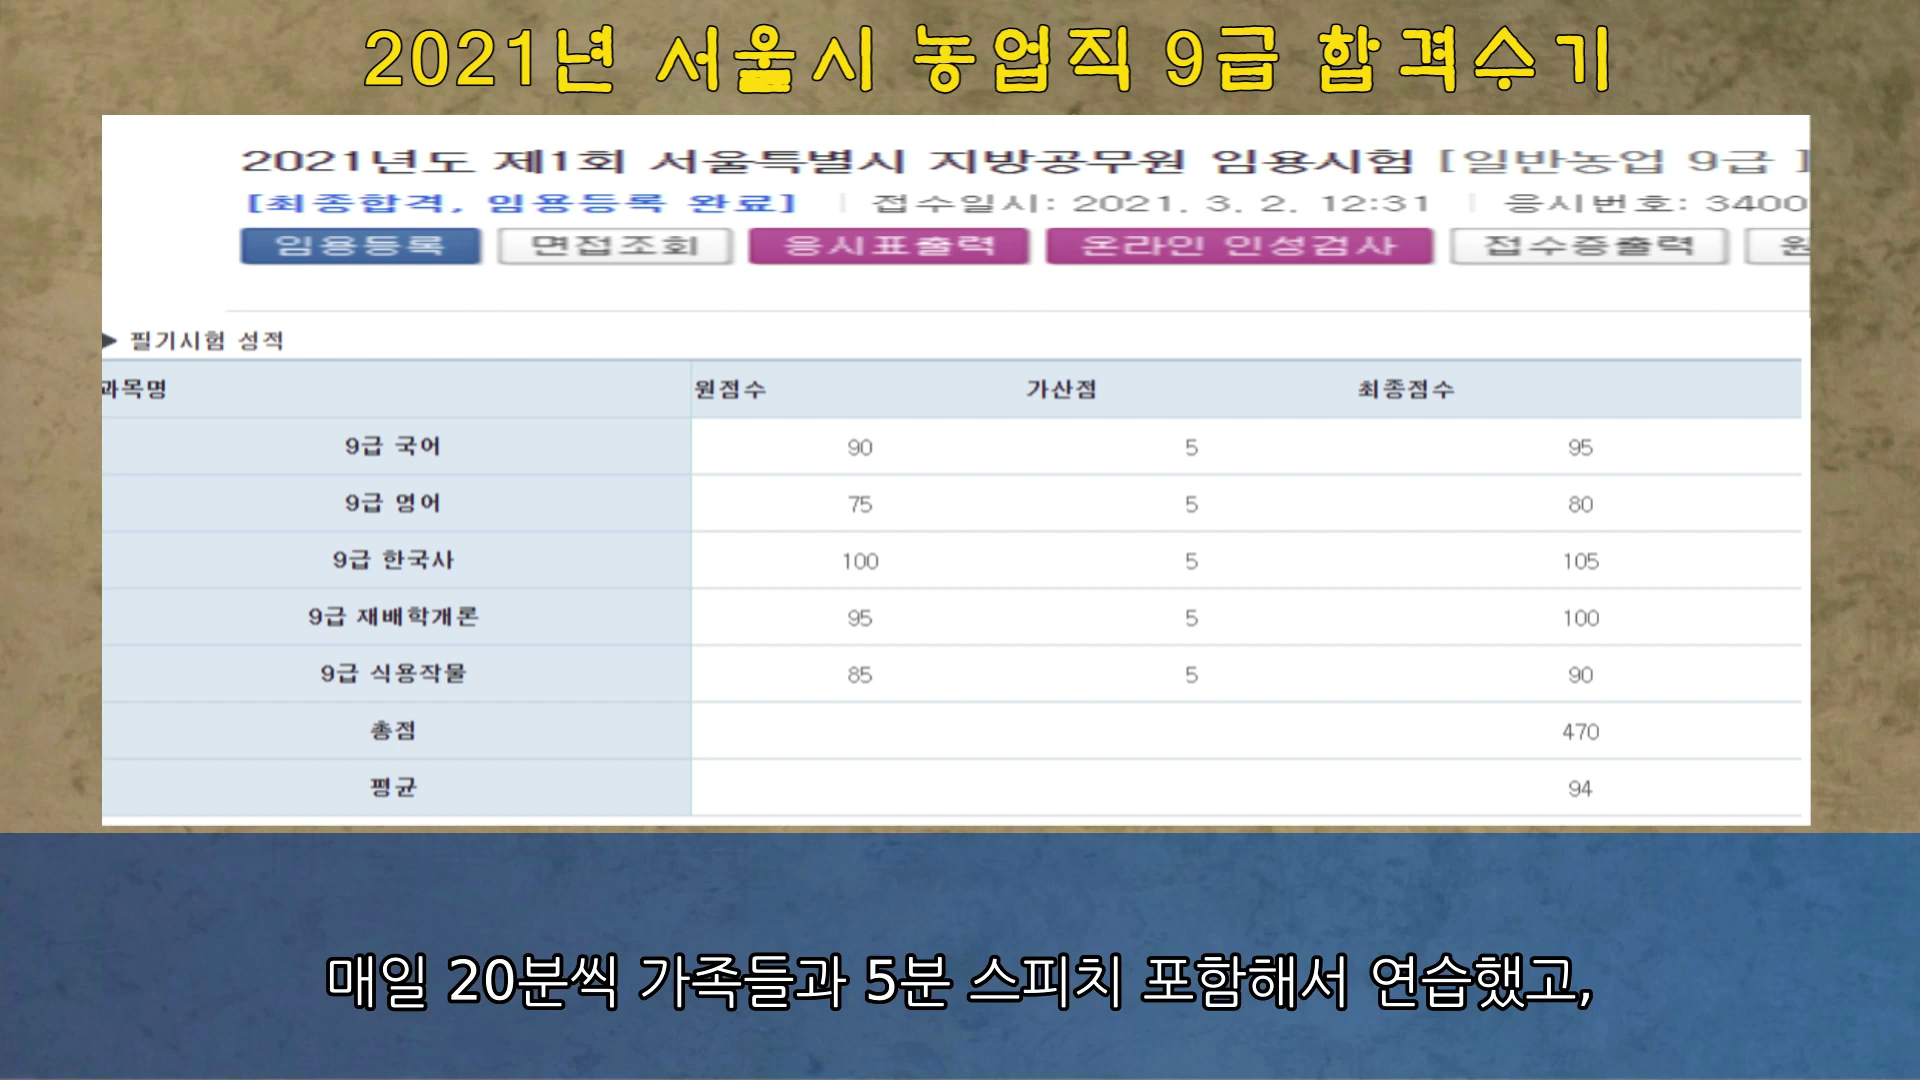 2021년 서울시 농업직 9급 합격수기
2021년도 제1회 서울특별시 지방공무원 임용시험 [일반농업 9급 ]
[최종합격, 임용등록 완료] 접수일시: 2021. 3. 2. 12:31 응시번호: 3400
임용등록 면접조회 응시표출력 온라인 인성검사 접수증출력 원
▶ 필기시험 성적
과목명 원점수 가산점 최종점수
9급 국어 90 5 95
9급 영어 75 5 80
9급 한국사 100 5 105
9급 재배학개론 95 5 100
9급 식용작물 85 5 90
총점 470
평균 94
매일 20분씩 가족들과 5분 스피치 포함해서 연습했고,